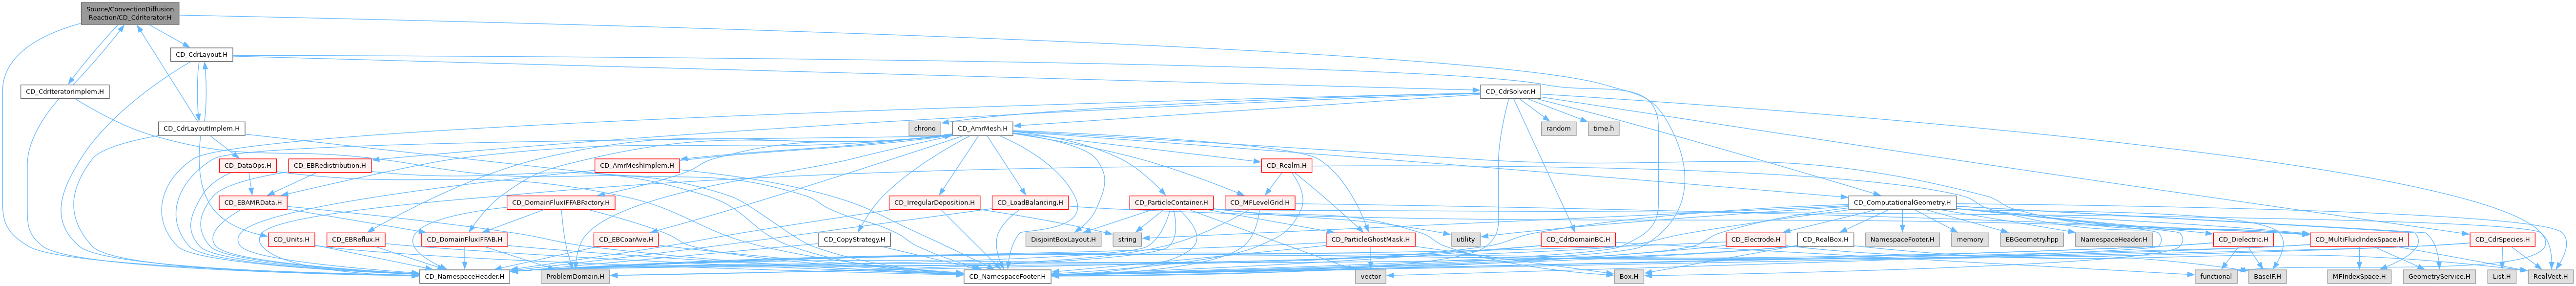 Source/ConvectionDiffusion
Reaction/CD_CdrIterator.H
CD_CdrLayout.H
CD_CdrIteratorImplem.H
CD_CdrSolver.H
CD_CdrLayoutImplem.H
chrono
CD_AmrMesh.H
random
time.h
CD_DataOps.H
CD_EBRedistribution.H
CD_AmrMeshImplem.H
CD_Realm.H
CD_EBAMRData.H
CD_DomainFluxIFFABFactory.H
CD_IrregularDeposition.H
CD_LoadBalancing.H
CD_ParticleContainer.H
CD_MFLevelGrid.H
CD_ComputationalGeometry.H
CD_Units.H
CD_EBReflux.H
CD_DomainFluxIFFAB.H
CD_EBCoarAve.H
CD_CopyStrategy.H
DisjointBoxLayout.H
string
CD_ParticleGhostMask.H
utility
CD_CdrDomainBC.H
CD_Electrode.H
CD_RealBox.H
NamespaceFooter.H
memory
EBGeometry.hpp
NamespaceHeader.H
CD_Dielectric.H
CD_MultiFluidIndexSpace.H
CD_CdrSpecies.H
CD_NamespaceHeader.H
ProblemDomain.H
CD_NamespaceFooter.H
vector
Box.H
functional
BaseIF.H
MFIndexSpace.H
GeometryService.H
List.H
RealVect.H